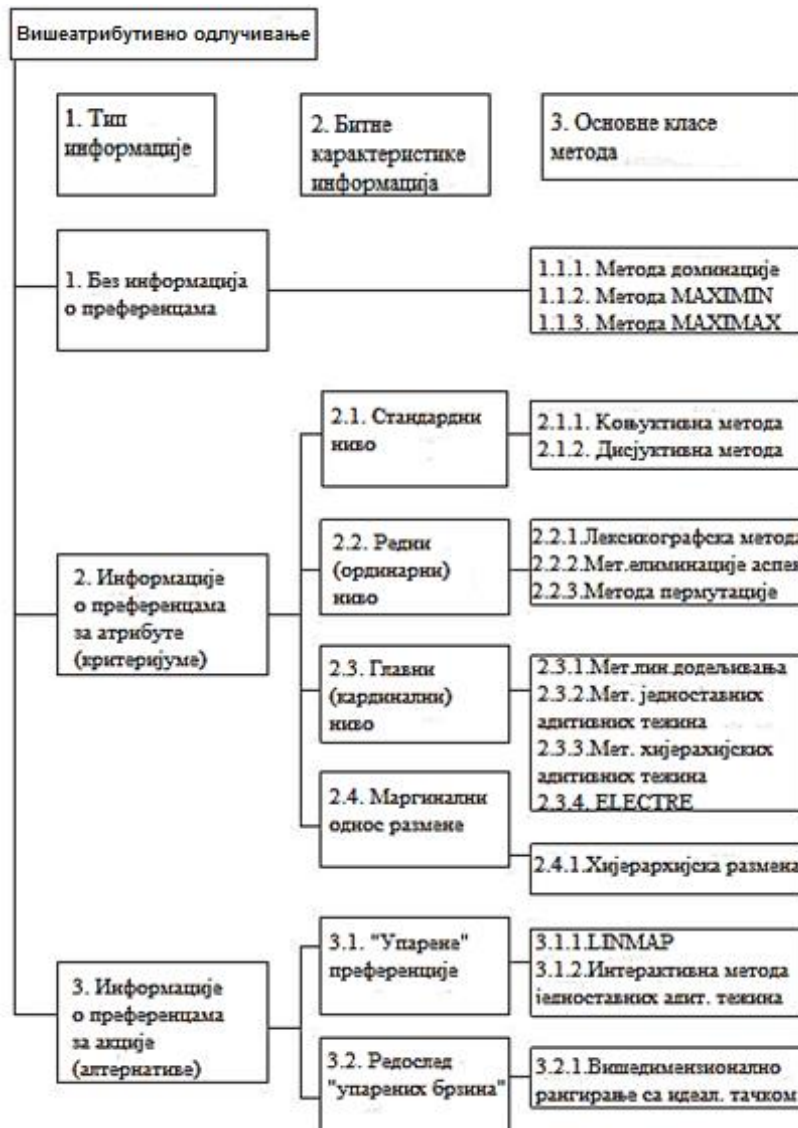 Вишеатрибутивно одлучивање
1. Тип
информације
2. Битне
карактеристике
информација
3. Основне класе
метода
1. Без информација
о преференцама
1.1.1. Метода доминације
1.1.2. Метода MAXIMIN
1.1.3. Метода MAXIMAX
2. Информације
о преференцама
за атрибуте
(критеријуме)
2.1. Стандардни
ниво
2.1.1. Коњуктивна метода
2.1.2. Дисјуктивна метода
2.2. Редни
(ординарни)
ниво
2.2.1.Лексикографска метода
2.2.2.Мет.елиминације аспек
2.2.3.Метода пермутације
2.3. Главни
(кардинални)
ниво
2.3.1.Мет.лин.додељивања
2.3.2.Мет. једноставних
адитивних тежина
2.3.3.Мет. хијерахијских
адитивних тежина
2.3.4. ELECTRE
2.4. Маргинални
однос размене
2.4.1.Хијерархијска размена
3. Информације
о преференцама
за акције
(алтернативе)
3.1. "Упарене"
преференције
3.1.1.LINMAP
3.1.2.Интерактивна метода
једноставних адит. тежина
3.2. Редослед
"упарених брзина"
3.2.1.Вишедимензионално
рангирање са идеал. тачком